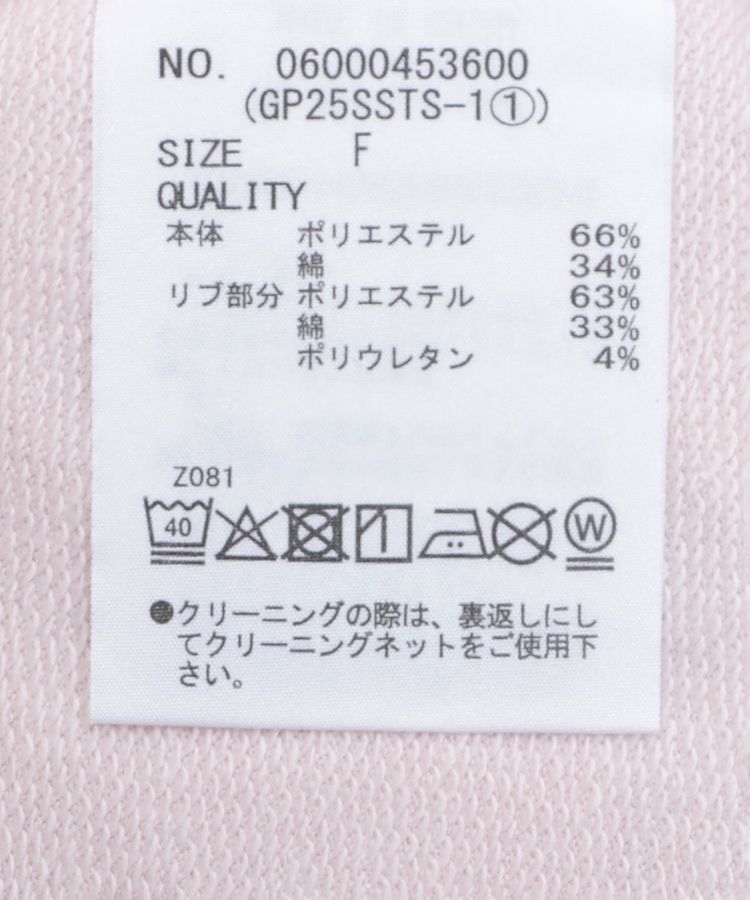 NO. 06000453600
(GP25SSTS-1①)
SIZE F
QUALITY
本体 ポリエステル 66%
綿 34%
リブ部分 ポリエステル 63%
綿 33%
ポリウレタン 4%
Z081
40 W
●クリーニングの際は、裏返しにし
てクリーニングネットをご使用下
さい。